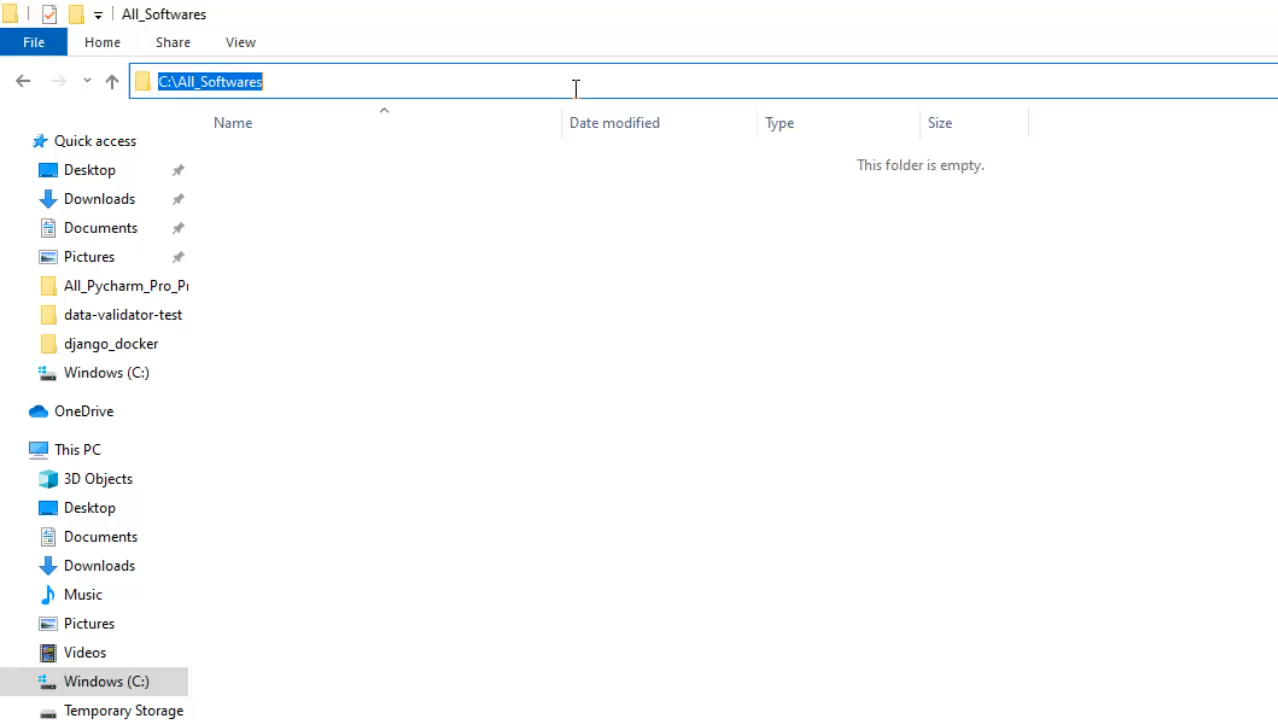 All_Softwares
File Home Share View
C:\All_Softwares
Name Date modified Type Size
This folder is empty.
Quick access
Desktop
Downloads
Documents
Pictures
All_Pycharm_Pro_Pr
data-validator-test
django_docker
Windows (C:)
OneDrive
This PC
3D Objects
Desktop
Documents
Downloads
Music
Pictures
Videos
Windows (C:)
Temporary Storage